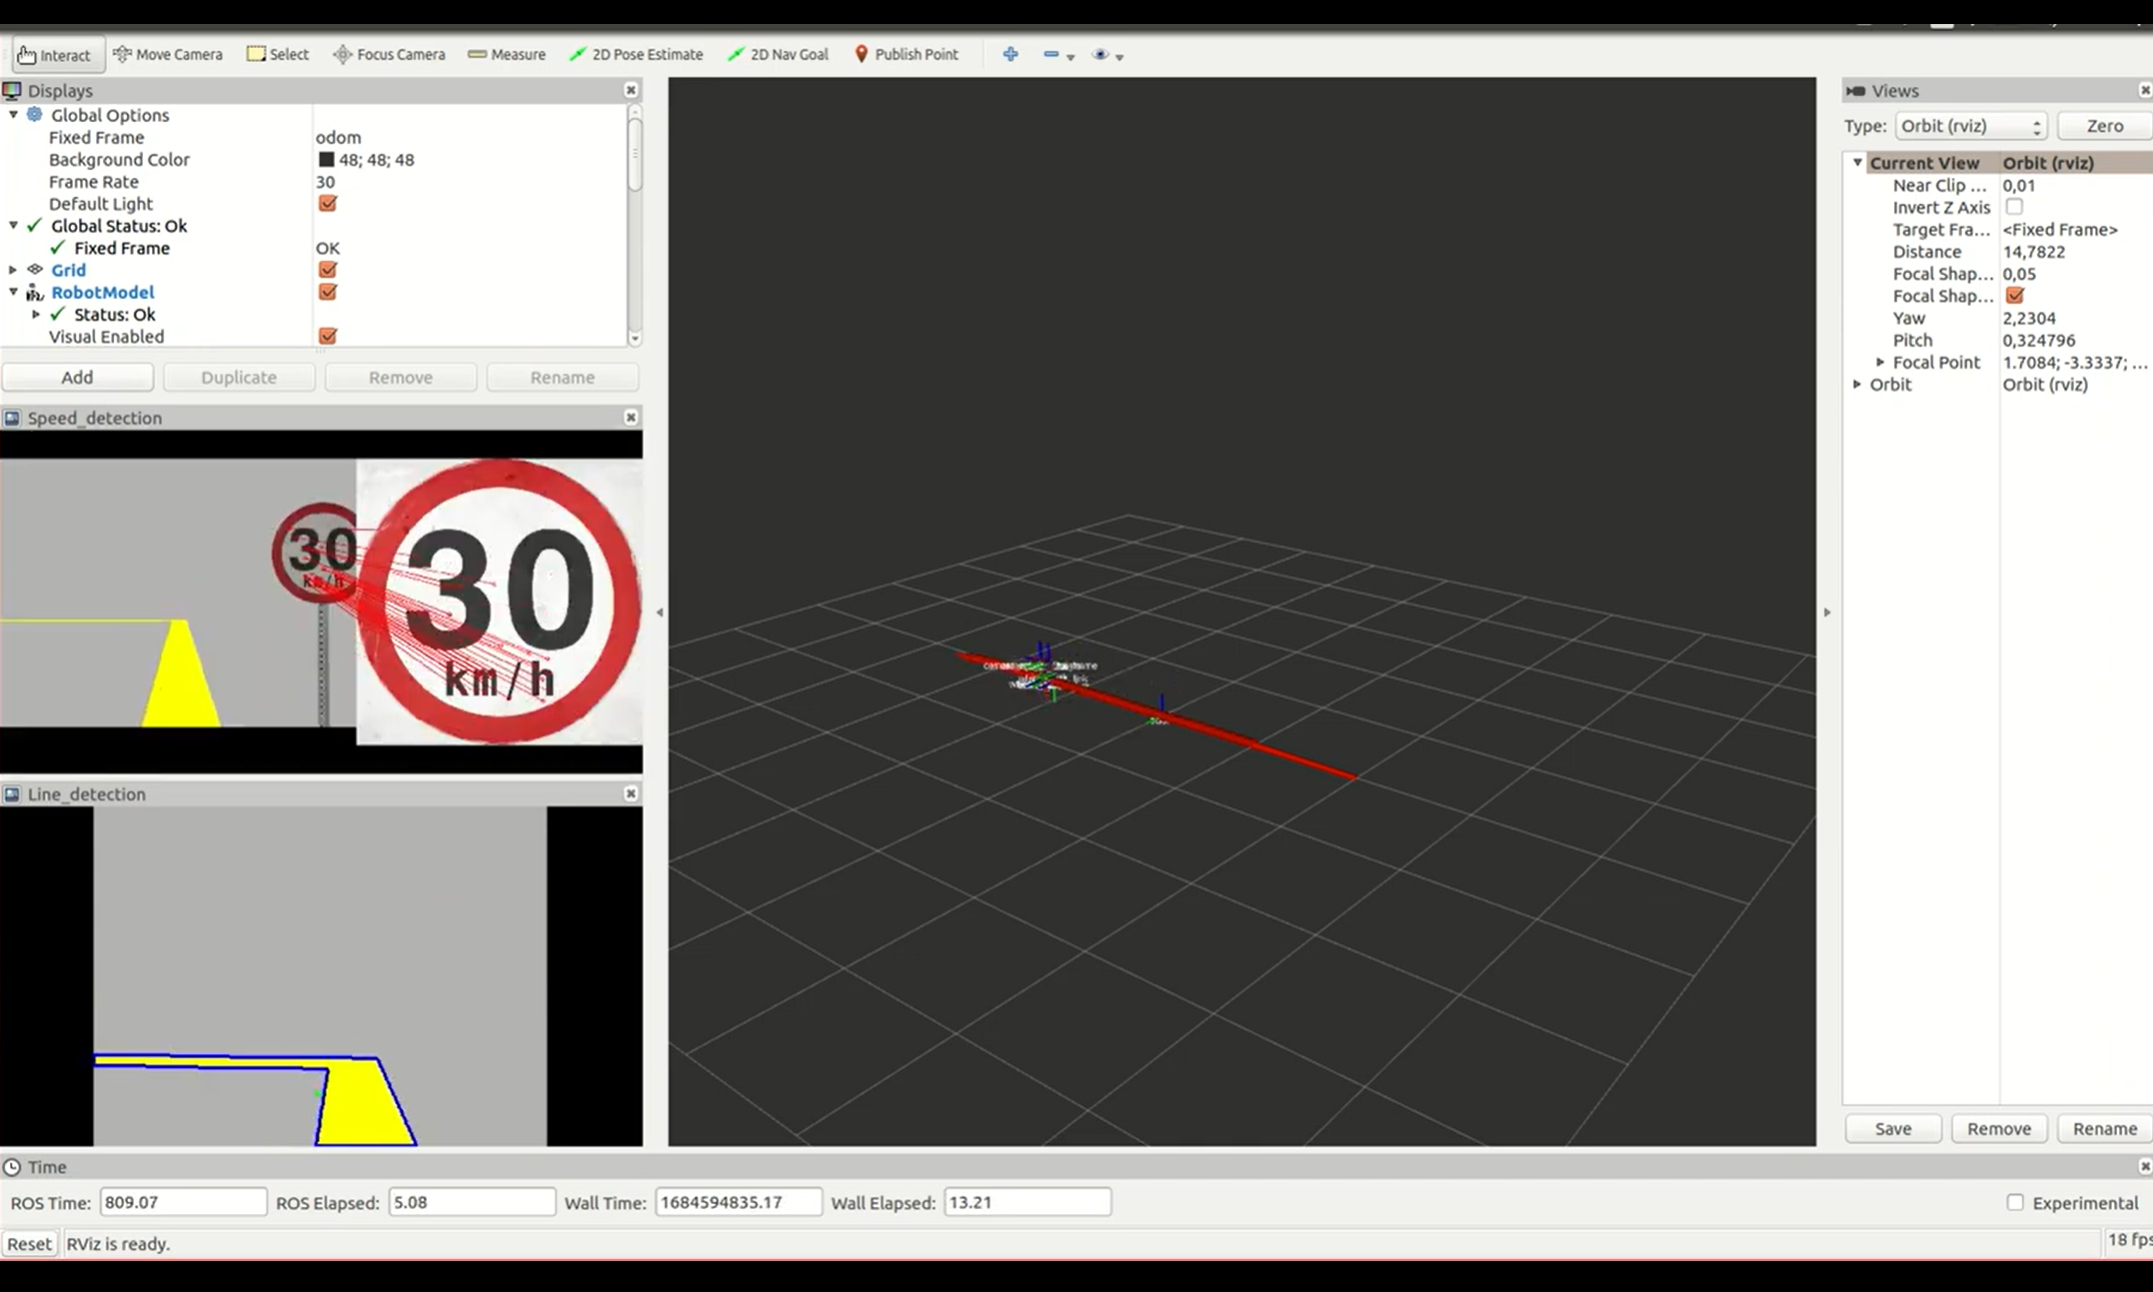 Interact Move Camera Select Focus Camera Measure 2D Pose Estimate 2D Nav Goal Publish Point
Displays
Global Options
Fixed Frame odom
Background Color 48; 48; 48
Frame Rate 30
Default Light
Global Status: Ok
Fixed Frame OK
Grid
RobotModel
Status: Ok
Visual Enabled
Add Duplicate Remove Rename
Speed_detection
30
km/h
30
km/h
Line_detection
Views
Type: Orbit (rviz) Zero
Current View Orbit (rviz)
Near Clip ... 0,01
Invert Z Axis
Target Fra... <Fixed Frame>
Distance 14,7822
Focal Shap... 0,05
Focal Shap...
Yaw 2,2304
Pitch 0,324796
Focal Point 1.7084; -3.3337; ...
Orbit Orbit (rviz)
Save Remove Rename
Time
ROS Time: 809.07 ROS Elapsed: 5.08 Wall Time: 1684594835.17 Wall Elapsed: 13.21 Experimental
Reset RViz is ready. 18 fps